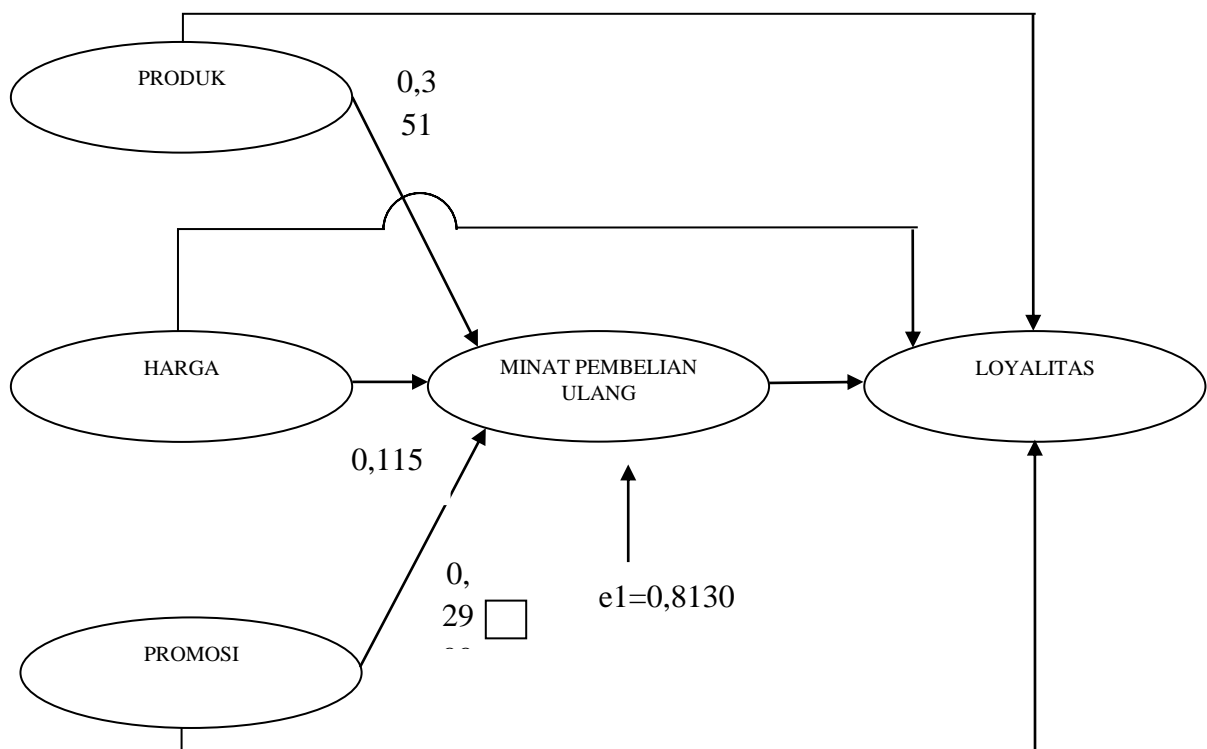 PRODUK
0,3
51
HARGA
MINAT PEMBELIAN
ULANG
LOYALITAS
0,115
0,
29
e1=0,8130
PROMOSI